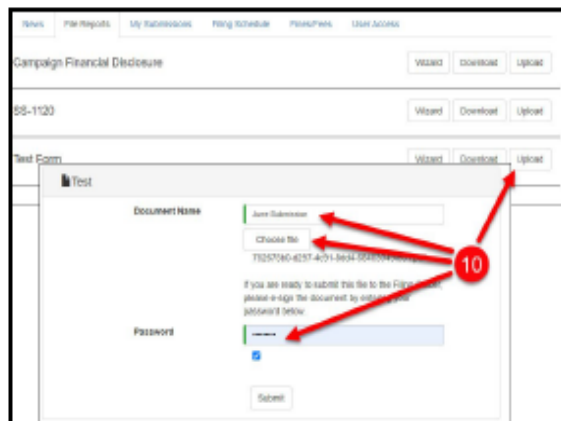 News File Reports My Submissions Filing Schedule Fines/Fees User Access
Campaign Financial Disclosure Wizard Download Upload
SS-1120 Wizard Download Upload
Test Form Wizard Download Upload
Test
Document Name June Submission
Choose file
10
If you are ready to submit this file to the Filing
please e-sign the document by entering your
password below.
Password
Submit